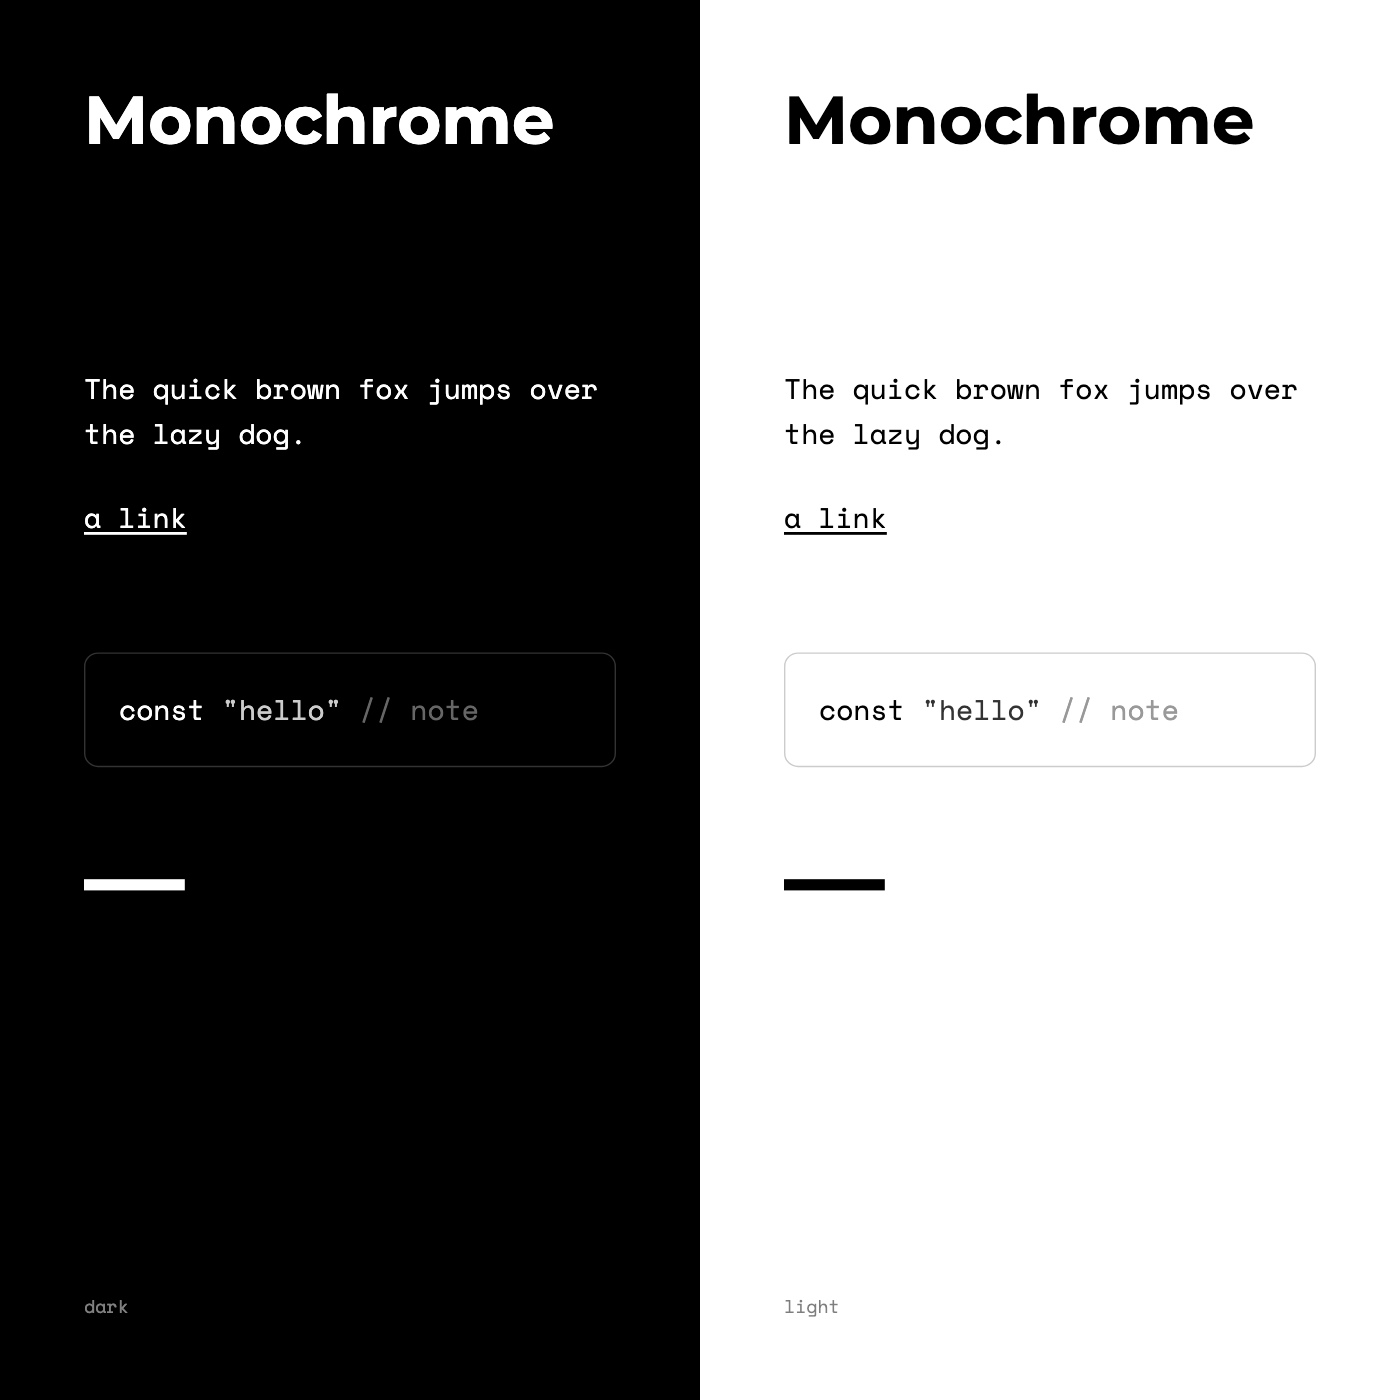 Monochrome
The quick brown fox jumps over
the lazy dog.
a link
const "hello" // note
dark
Monochrome
The quick brown fox jumps over
the lazy dog.
a link
const "hello" // note
light